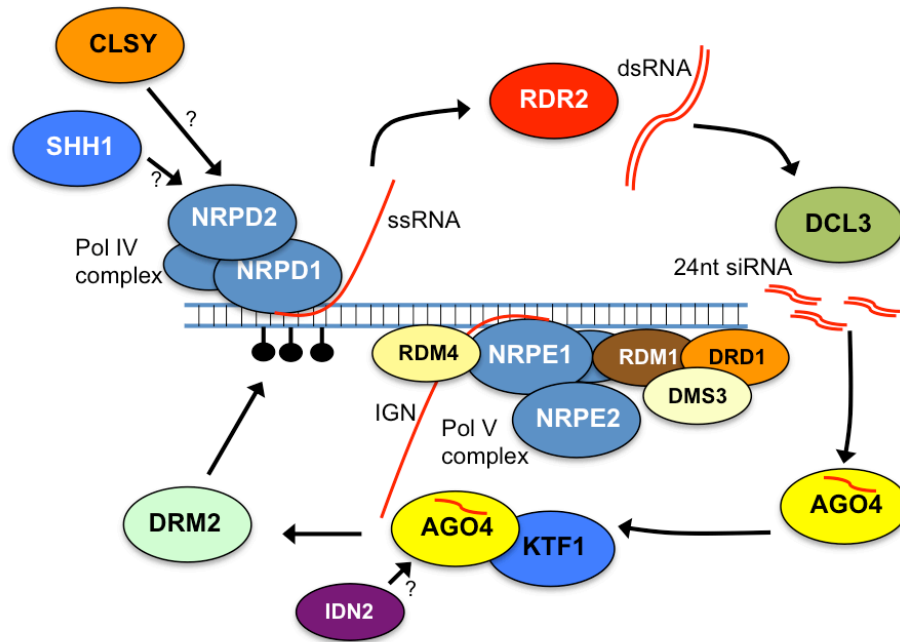 CLSY
?
SHH1
?
NRPD2
Pol IV
complex
NRPD1
ssRNA
RDR2
dsRNA
DCL3
24nt siRNA
RDM4
NRPE1
RDM1
DRD1
DMS3
NRPE2
IGN
Pol V
complex
AGO4
DRM2
AGO4
KTF1
?
IDN2